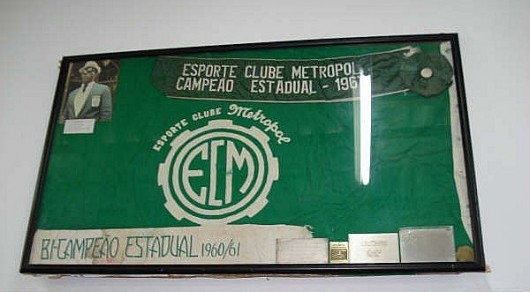 ESPORTE CLUBE METROPOL
CAMPEÃO ESTADUAL - 196
ESPORTE CLUBE Metropol
ECM
BI-CAMPEÃO ESTADUAL 1960/61